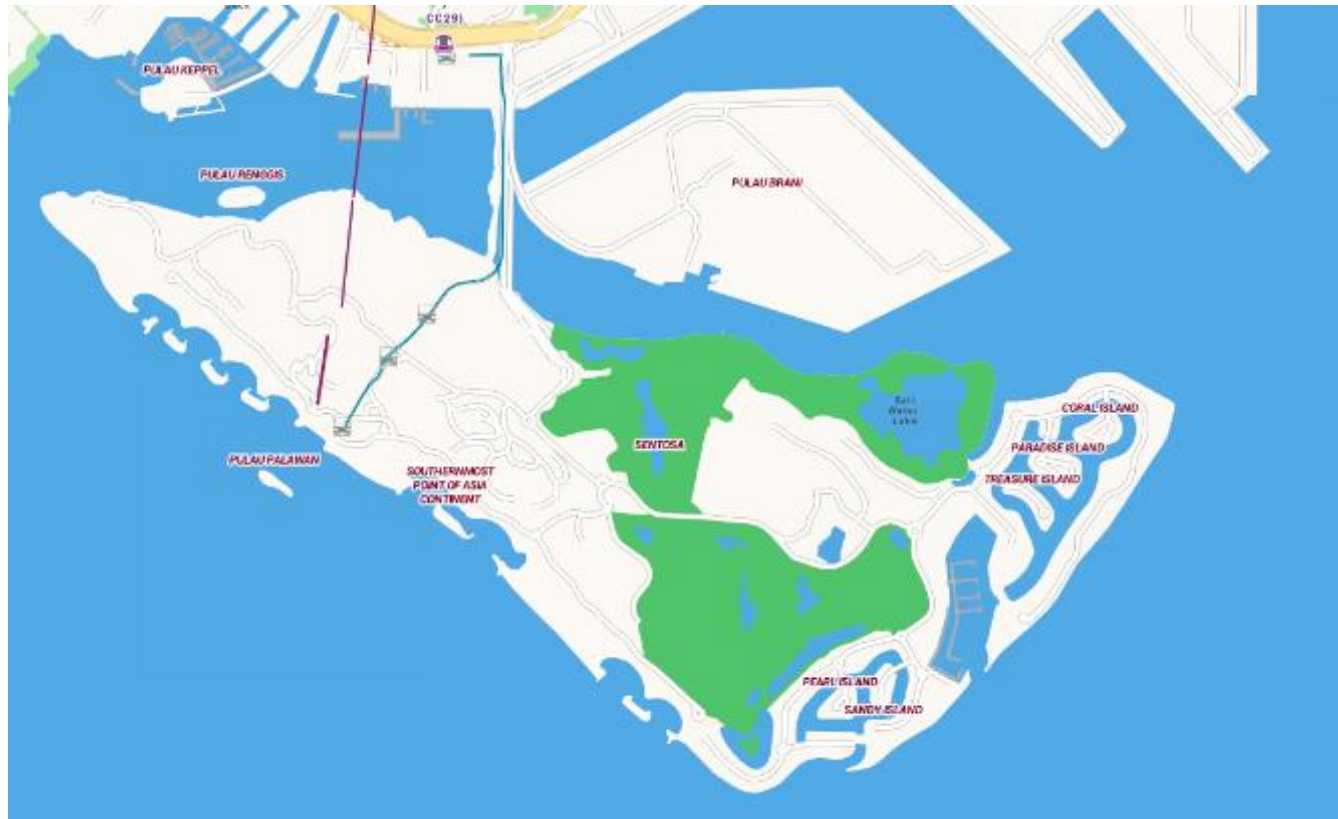 CC29)
PULAU KEPPEL
PULAU RENGGIS
PULAU BRANI
Salt
Water
Lake
CORAL ISLAND
PARADISE ISLAND
SENTOSA
PULAU PALAWAN
SOUTHERNMOST
POINT OF ASIA
CONTINENT
TREASURE ISLAND
PEARL ISLAND
SANDY ISLAND